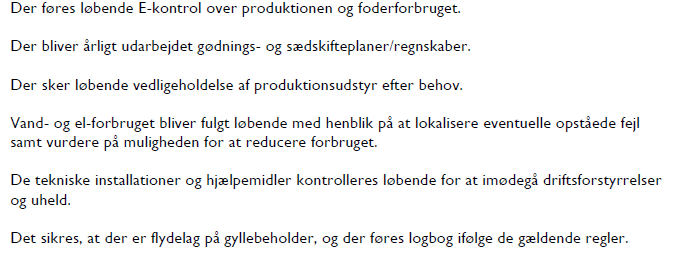 Der føres løbende E-kontrol over produktionen og foderforbruget.
Der bliver årligt udarbejdet gødnings- og sædskifteplaner/regnskaber.
Der sker løbende vedligeholdelse af produktionsudstyr efter behov.
Vand- og el-forbruget bliver fulgt løbende med henblik på at lokalisere eventuelle opståede fejl
samt vurdere på muligheden for at reducere forbruget.
De tekniske installationer og hjælpemidler kontrolleres løbende for at imødegå driftsforstyrrelser
og uheld.
Det sikres, at der er flydelag på gyllebeholder, og der føres logbog ifølge de gældende regler.